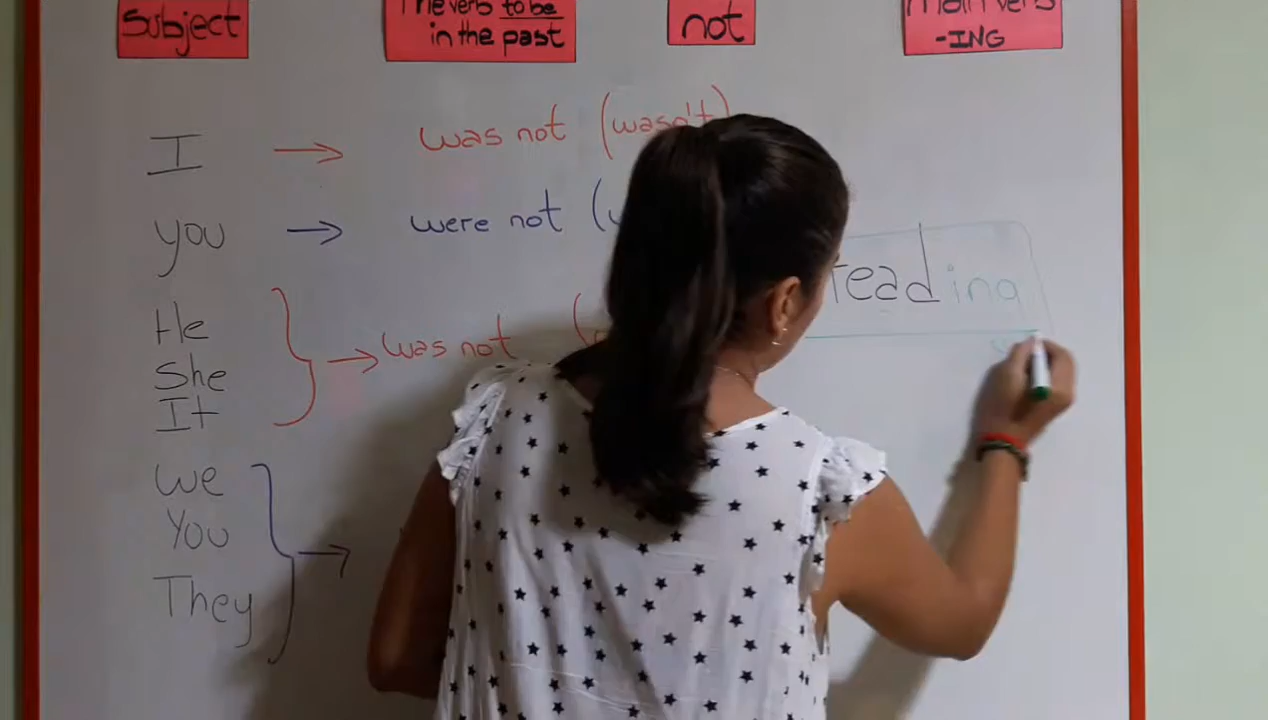 Subject
The verb to be
in the past
not
main verb
-ING
I → was not (wasn't)
you → were not (
He
She
It
→ was not (
reading
We
You
They
→